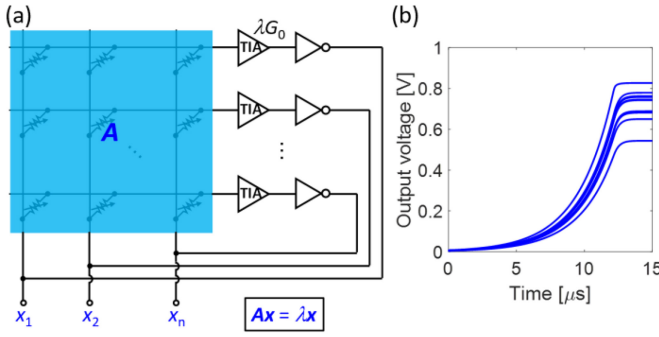 (a)
λG₀
TIA
A
TIA
TIA
x₁ x₂ xₙ
Ax = λx
(b)
Output voltage [V]
1
0.8
0.6
0.4
0.2
0
0 5 10 15
Time [μs]